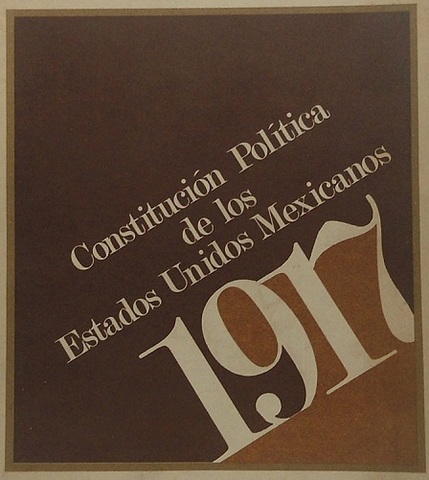 Constitución Política
de los
Estados Unidos Mexicanos
1917